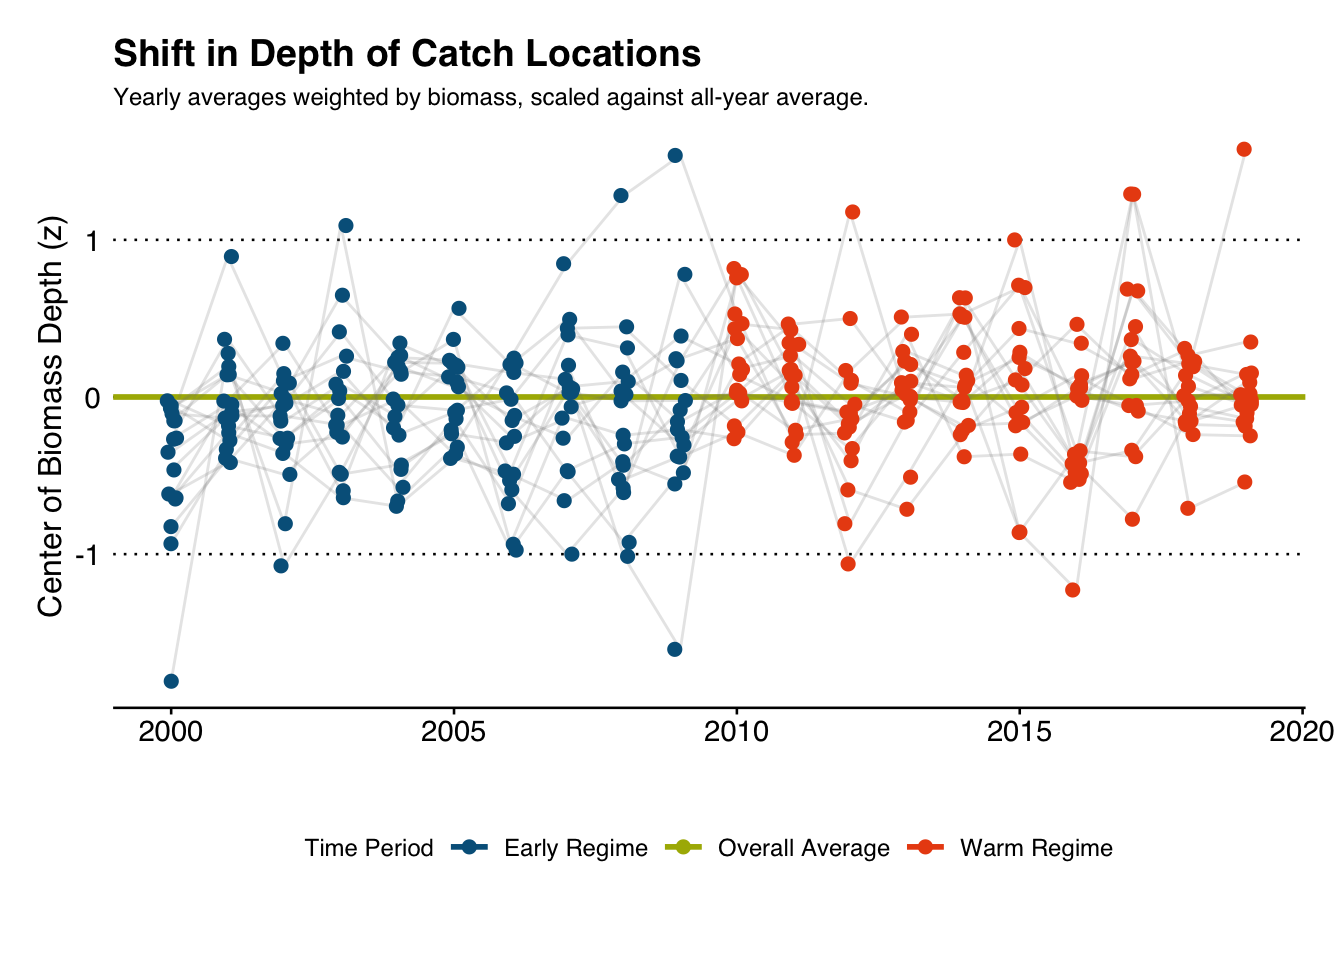 Shift in Depth of Catch Locations
Yearly averages weighted by biomass, scaled against all-year average.
Center of Biomass Depth (z)
1
0
-1
2000 2005 2010 2015 2020
Time Period Early Regime Overall Average Warm Regime